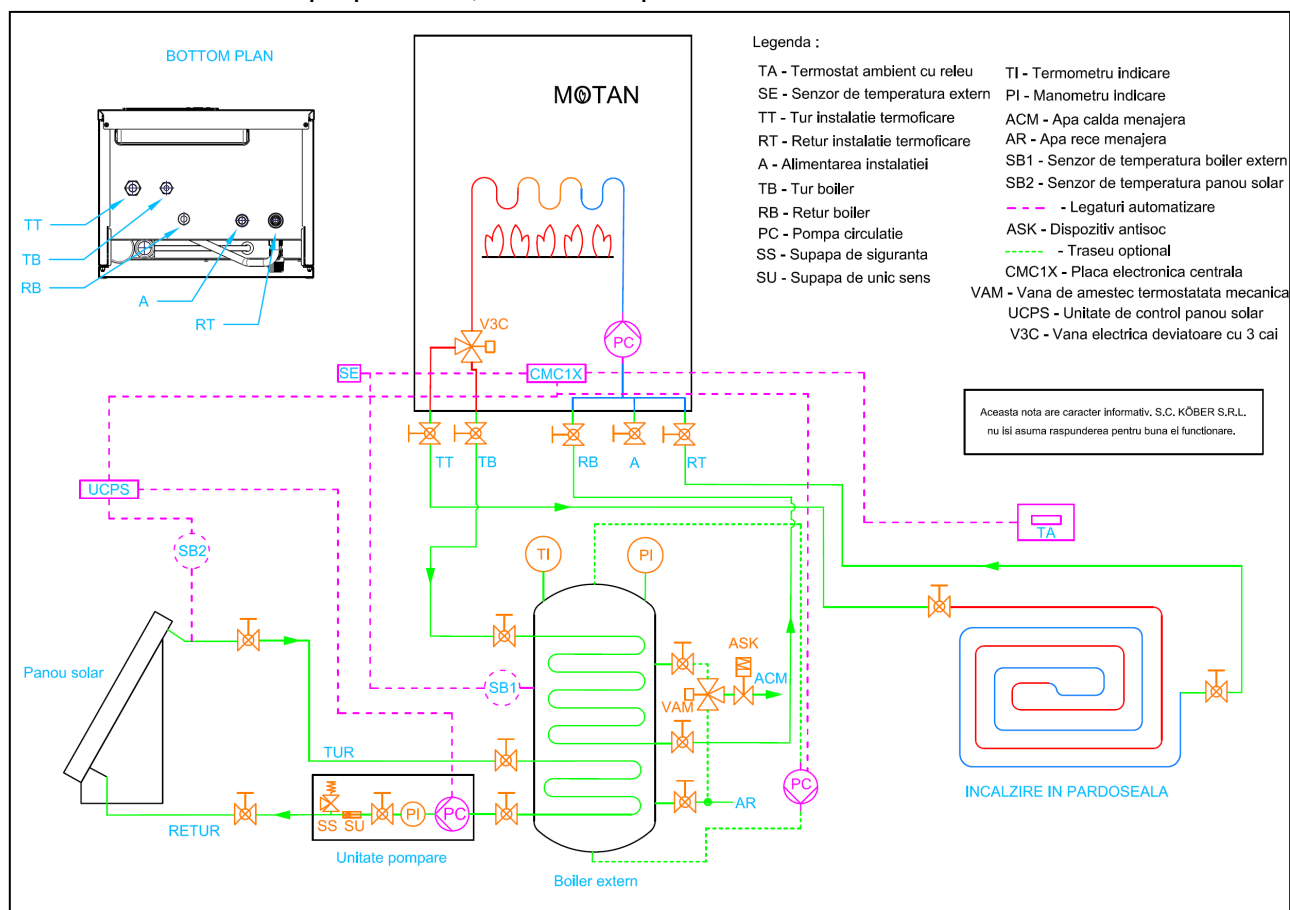 BOTTOM PLAN
TT
TB
RB
A
RT
MOTAN
V3C
PC
SE
CMC1X
TT
TB
RB
A
RT
Legenda :
TA - Termostat ambient cu releu
SE - Senzor de temperatura extern
TT - Tur instalatie termoficare
RT - Retur instalatie termoficare
A - Alimentarea instalatiei
TB - Tur boiler
RB - Retur boiler
PC - Pompa circulatie
SS - Supapa de siguranta
SU - Supapa de unic sens
TI - Termometru indicare
PI - Manometru indicare
ACM - Apa calda menajera
AR - Apa rece menajera
SB1 - Senzor de temperatura boiler extern
SB2 - Senzor de temperatura panou solar
- Legaturi automatizare
ASK - Dispozitiv antisoc
- Traseu optional
CMC1X - Placa electronica centrala
VAM - Vana de amestec termostatata mecanica
UCPS - Unitate de control panou solar
V3C - Vana electrica deviatoare cu 3 cai
Aceasta nota are caracter informativ. S.C. KÖBER S.R.L.
nu isi asuma raspunderea pentru buna ei functionare.
UCPS
SB2
TA
TI
PI
Panou solar
SB1
ASK
ACM
VAM
TUR
RETUR
SS
SU
PI
PC
Unitate pompare
AR
PC
Boiler extern
INCALZIRE IN PARDOSEALA